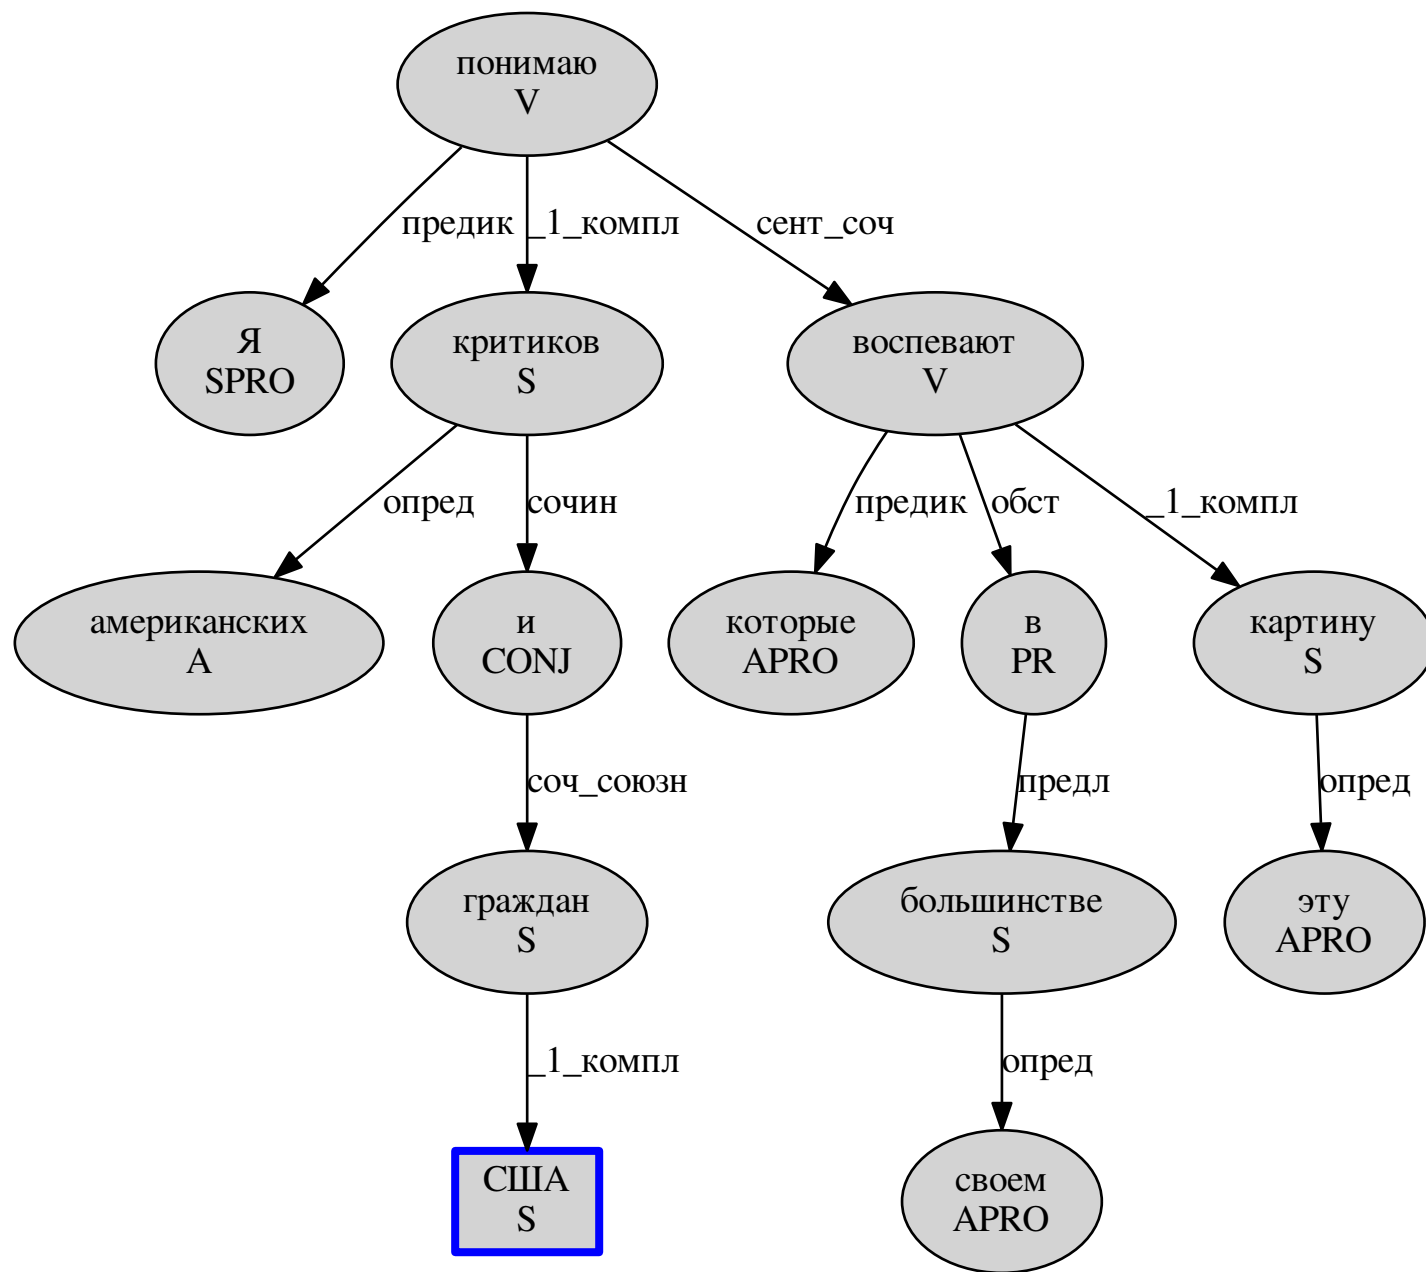 понимаю
V
предик
_1_компл
сент_соч
Я
SPRO
критиков
S
воспевают
V
опред
сочин
предик
обст
_1_компл
американских
A
и
CONJ
которые
APRO
в
PR
картину
S
соч_союзн
предл
опред
граждан
S
большинстве
S
эту
APRO
_1_компл
опред
США
S
своем
APRO